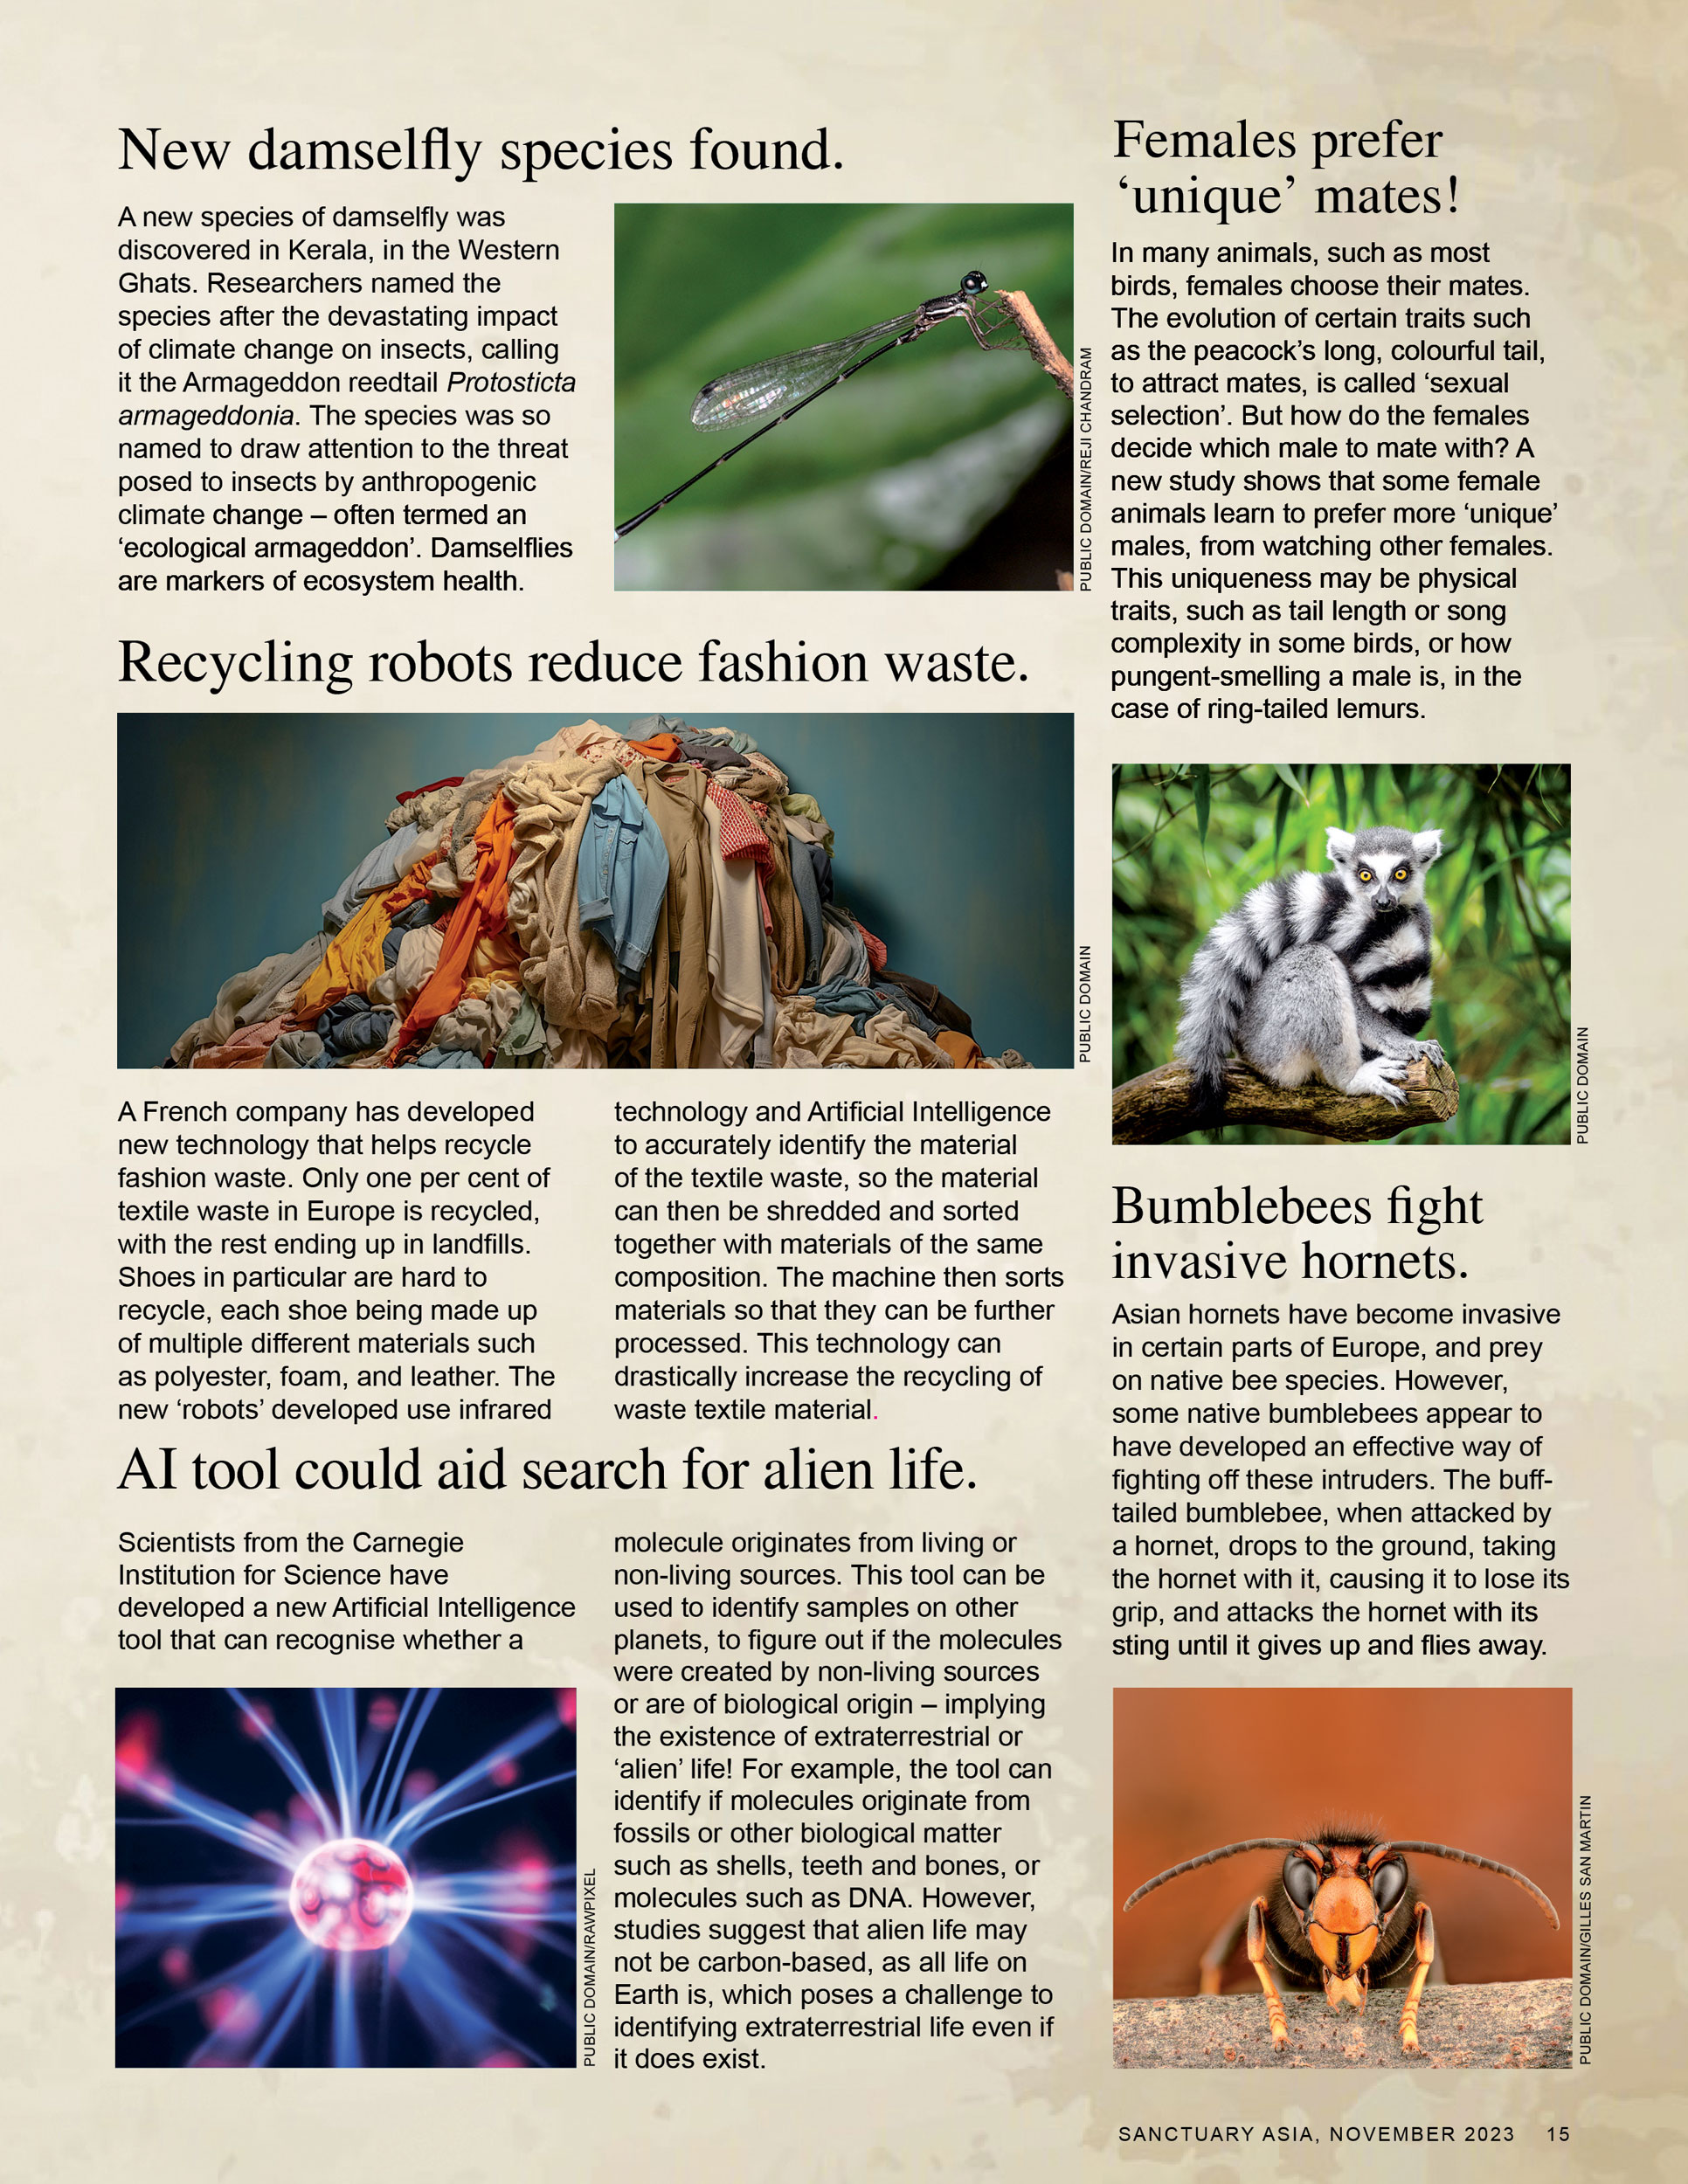 New damselfly species found.
A new species of damselfly was
discovered in Kerala, in the Western
Ghats. Researchers named the
species after the devastating impact
of climate change on insects, calling
it the Armageddon reedtail Protosticta
armageddonia. The species was so
named to draw attention to the threat
posed to insects by anthropogenic
climate change – often termed an
‘ecological armageddon’. Damselflies
are markers of ecosystem health.
PUBLIC DOMAIN/REJI CHANDRAM
Recycling robots reduce fashion waste.
PUBLIC DOMAIN
A French company has developed
new technology that helps recycle
fashion waste. Only one per cent of
textile waste in Europe is recycled,
with the rest ending up in landfills.
Shoes in particular are hard to
recycle, each shoe being made up
of multiple different materials such
as polyester, foam, and leather. The
new ‘robots’ developed use infrared
technology and Artificial Intelligence
to accurately identify the material
of the textile waste, so the material
can then be shredded and sorted
together with materials of the same
composition. The machine then sorts
materials so that they can be further
processed. This technology can
drastically increase the recycling of
waste textile material.
AI tool could aid search for alien life.
Scientists from the Carnegie
Institution for Science have
developed a new Artificial Intelligence
tool that can recognise whether a
PUBLIC DOMAIN/RAWPIXEL
molecule originates from living or
non-living sources. This tool can be
used to identify samples on other
planets, to figure out if the molecules
were created by non-living sources
or are of biological origin – implying
the existence of extraterrestrial or
‘alien’ life! For example, the tool can
identify if molecules originate from
fossils or other biological matter
such as shells, teeth and bones, or
molecules such as DNA. However,
studies suggest that alien life may
not be carbon-based, as all life on
Earth is, which poses a challenge to
identifying extraterrestrial life even if
it does exist.
Females prefer
‘unique’ mates!
In many animals, such as most
birds, females choose their mates.
The evolution of certain traits such
as the peacock’s long, colourful tail,
to attract mates, is called ‘sexual
selection’. But how do the females
decide which male to mate with? A
new study shows that some female
animals learn to prefer more ‘unique’
males, from watching other females.
This uniqueness may be physical
traits, such as tail length or song
complexity in some birds, or how
pungent-smelling a male is, in the
case of ring-tailed lemurs.
PUBLIC DOMAIN
Bumblebees fight
invasive hornets.
Asian hornets have become invasive
in certain parts of Europe, and prey
on native bee species. However,
some native bumblebees appear to
have developed an effective way of
fighting off these intruders. The buff-
tailed bumblebee, when attacked by
a hornet, drops to the ground, taking
the hornet with it, causing it to lose its
grip, and attacks the hornet with its
sting until it gives up and flies away.
PUBLIC DOMAIN/GILLES SAN MARTIN
SANCTUARY ASIA, NOVEMBER 2023 15